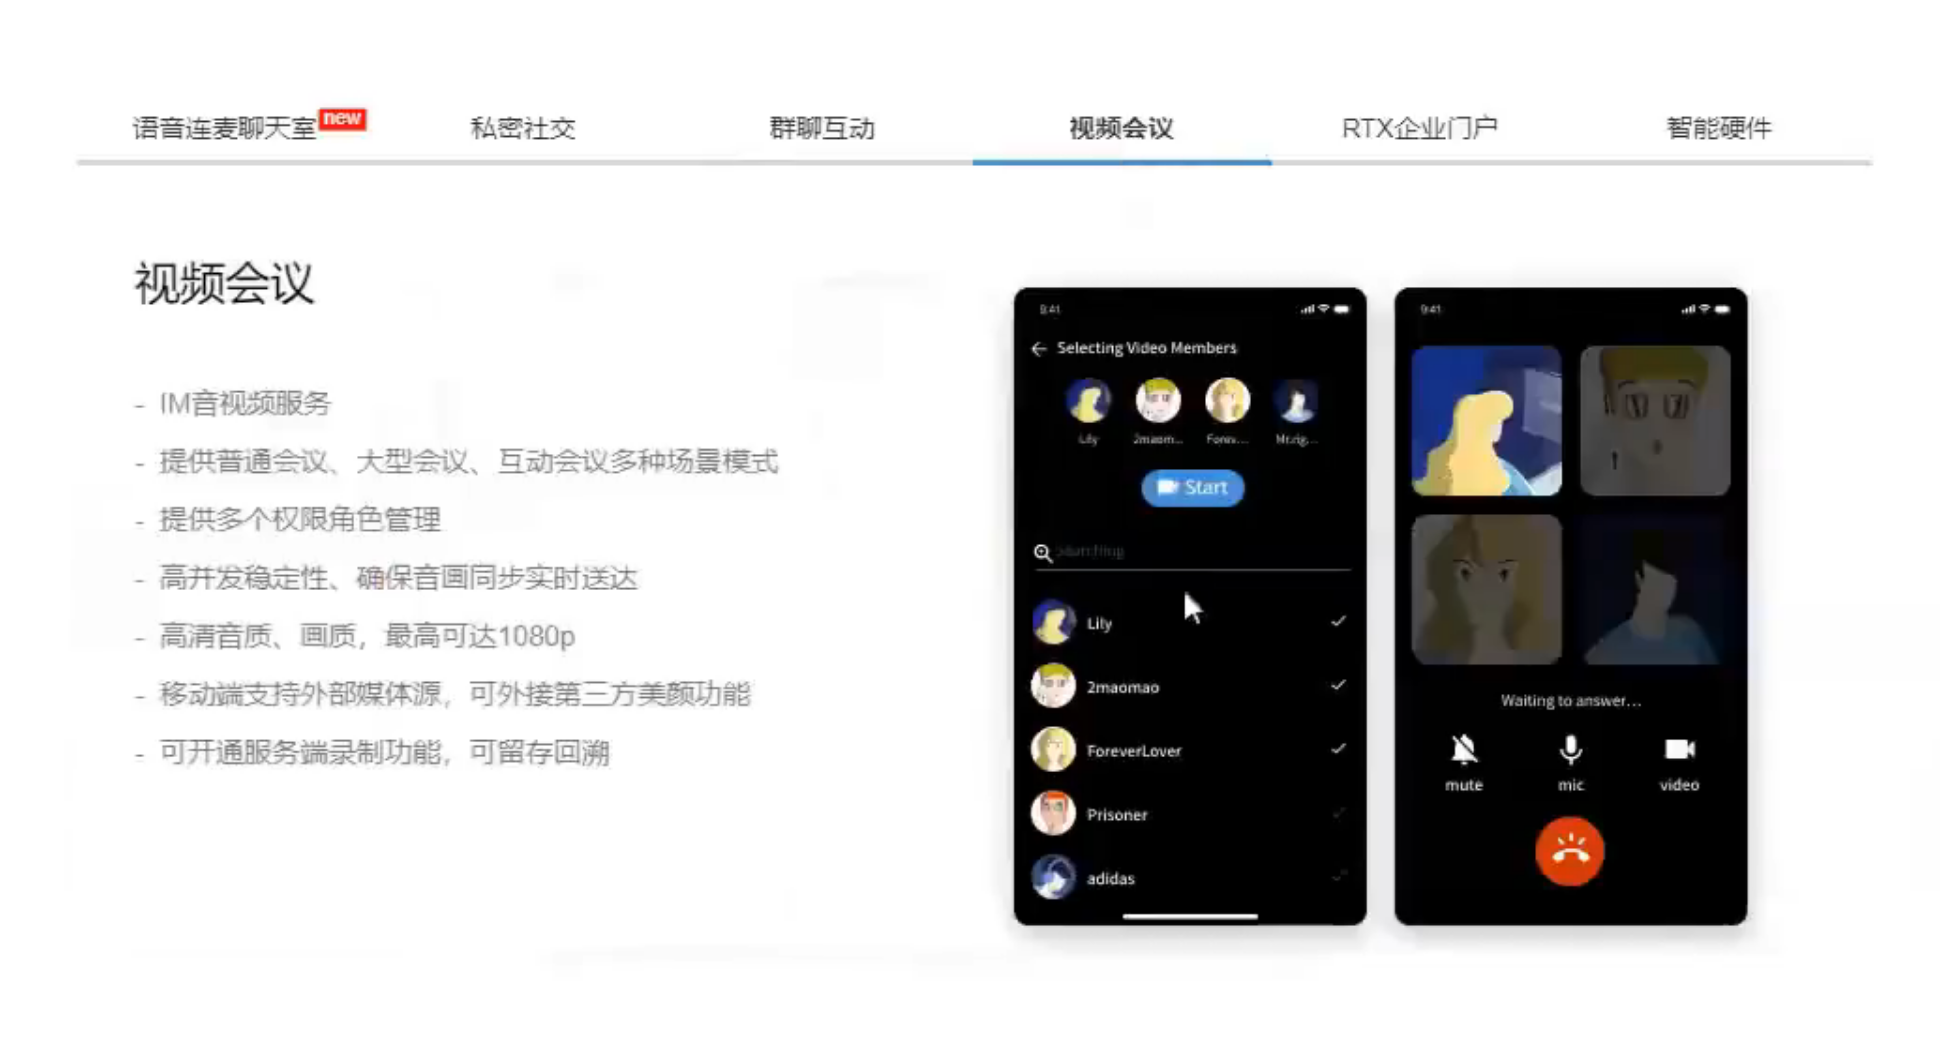 语音连麦聊天室 new 私密社交 群聊互动 视频会议 RTX企业门户 智能硬件
视频会议
- IM音视频服务
- 提供普通会议、大型会议、互动会议多种场景模式
- 提供多个权限角色管理
- 高并发稳定性、确保音画同步实时送达
- 高清音质、画质，最高可达1080p
- 移动端支持外部媒体源，可外接第三方美颜功能
- 可开通服务端录制功能，可留存回溯
9:41
Selecting Video Members
Lily 2maom... Forev... Mr.rig...
Start
Searching
Lily
2maomao
ForeverLover
Prisoner
adidas
9:41
Waiting to answer...
mute mic video